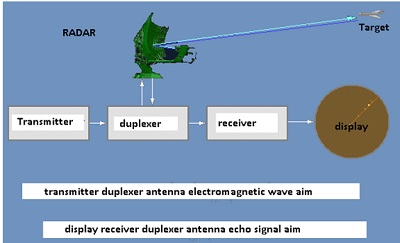 RADAR
Target
Transmitter
duplexer
receiver
display
transmitter duplexer antenna electromagnetic wave aim
display receiver duplexer antenna echo signal aim